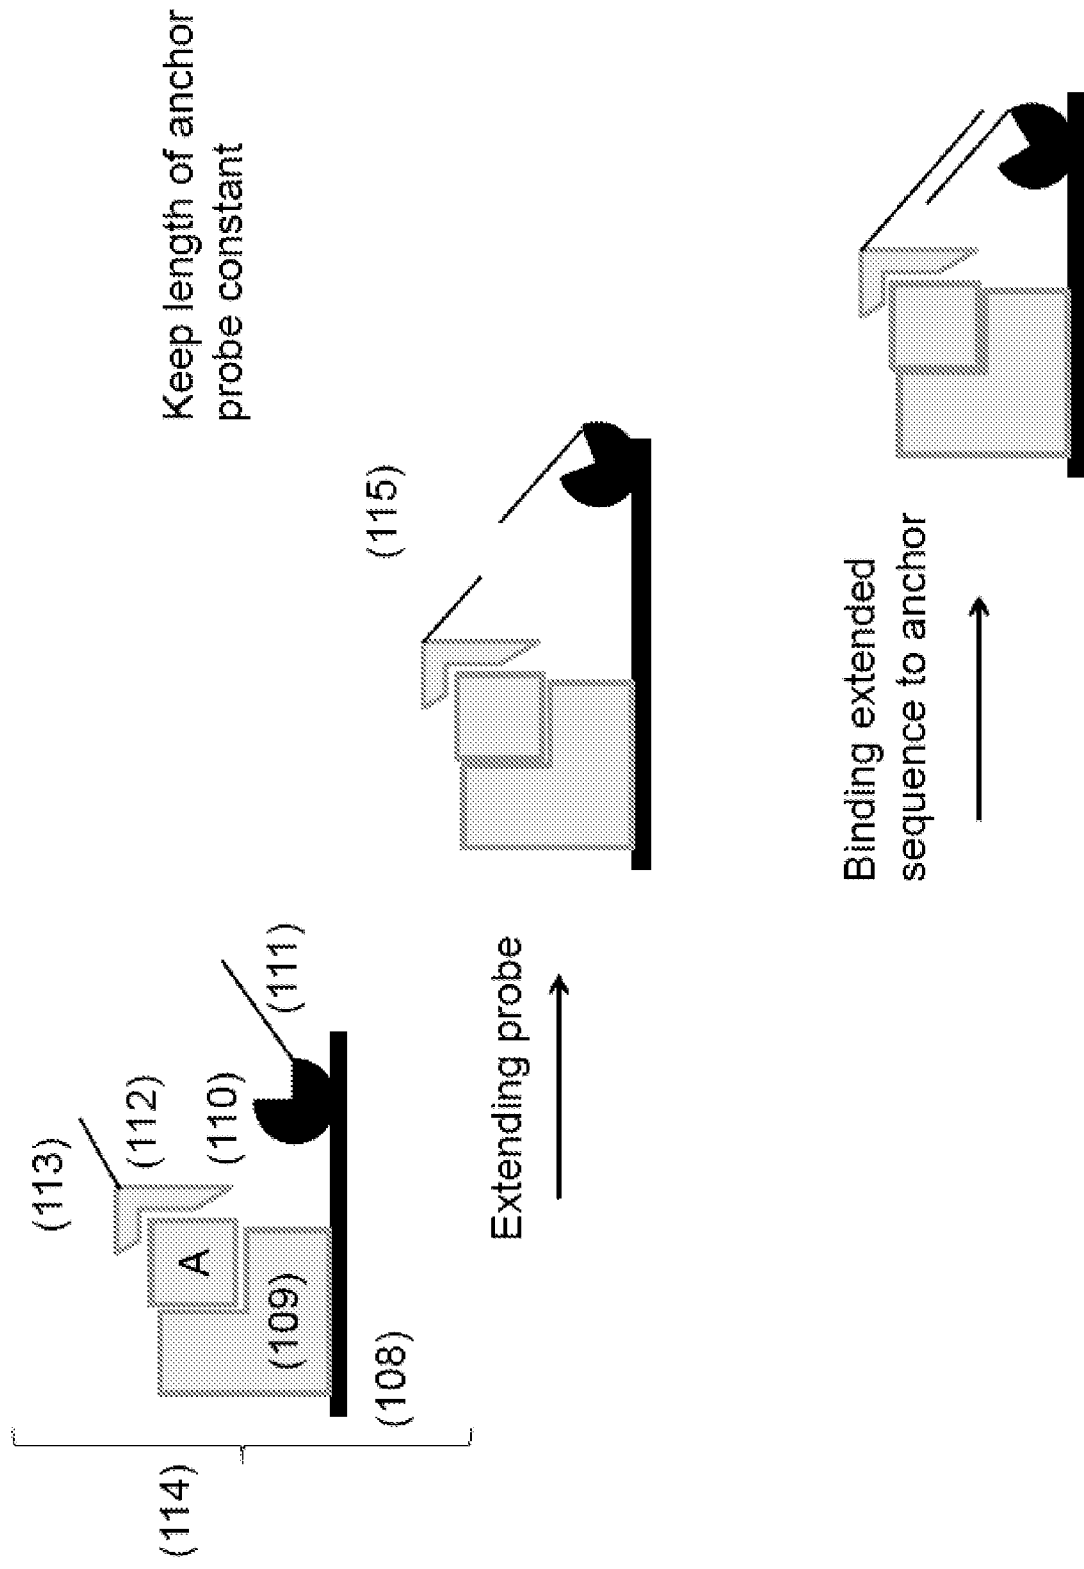 Keep length of anchor
probe constant
(114)
(113)
(112)
(110)
(111)
A
(109)
(108)
Extending probe
(115)
Binding extended
sequence to anchor